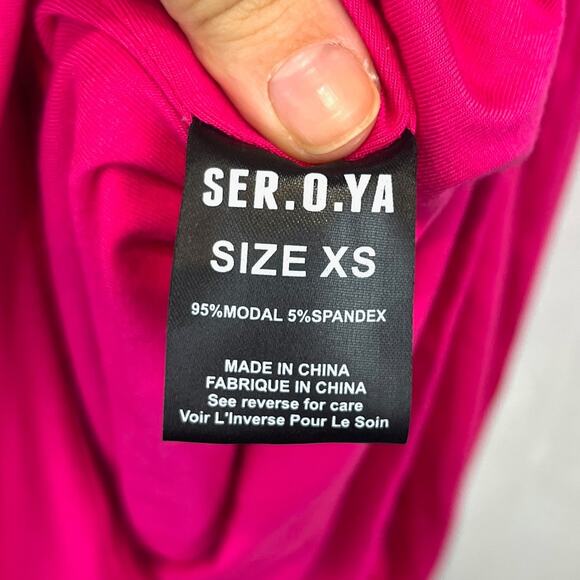 SER.O.YA
SIZE XS
95%MODAL 5%SPANDEX
MADE IN CHINA
FABRIQUE IN CHINA
See reverse for care
Voir L'Inverse Pour Le Soin